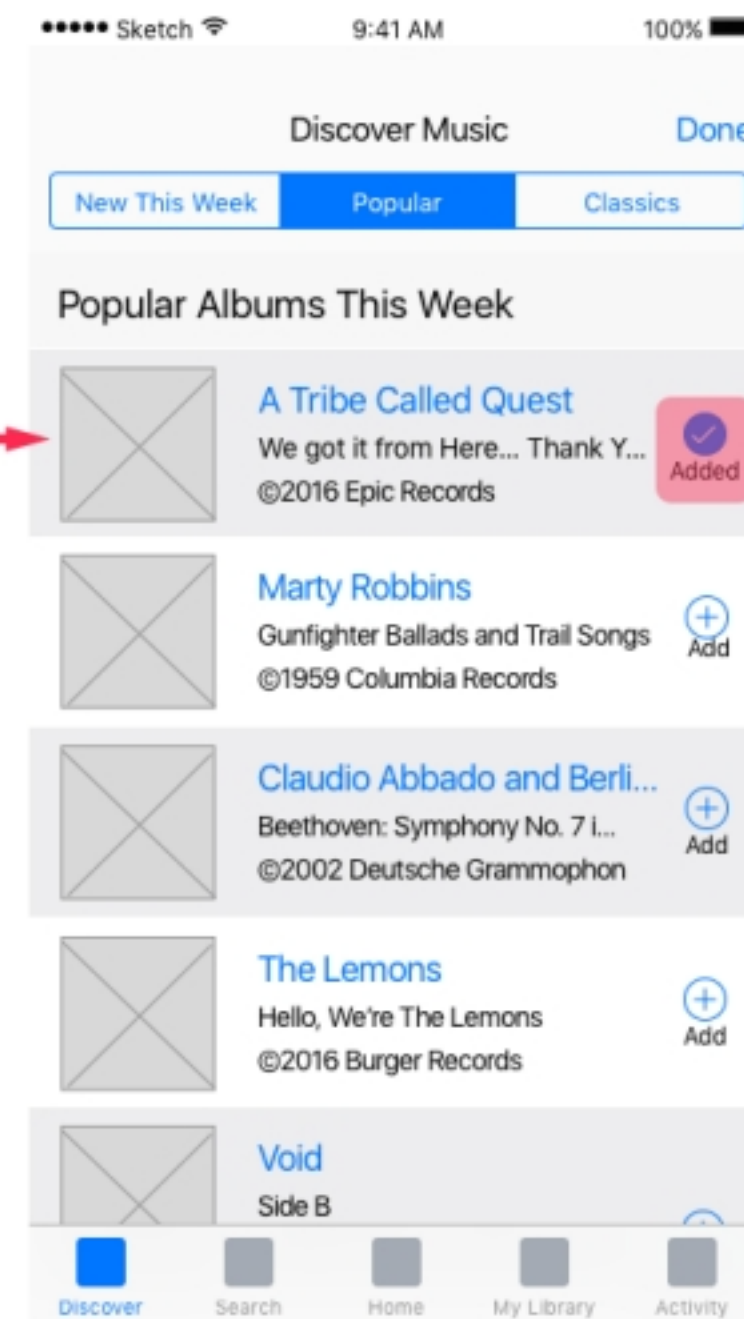 Sketch 9:41 AM 100%
Discover Music Done
New This Week Popular Classics
Popular Albums This Week
A Tribe Called Quest
We got it from Here... Thank Y...
©2016 Epic Records
Added
Marty Robbins
Gunfighter Ballads and Trail Songs
©1959 Columbia Records
Add
Claudio Abbado and Berli...
Beethoven: Symphony No. 7 i...
©2002 Deutsche Grammophon
Add
The Lemons
Hello, We're The Lemons
©2016 Burger Records
Add
Void
Side B
Discover Search Home My Library Activity